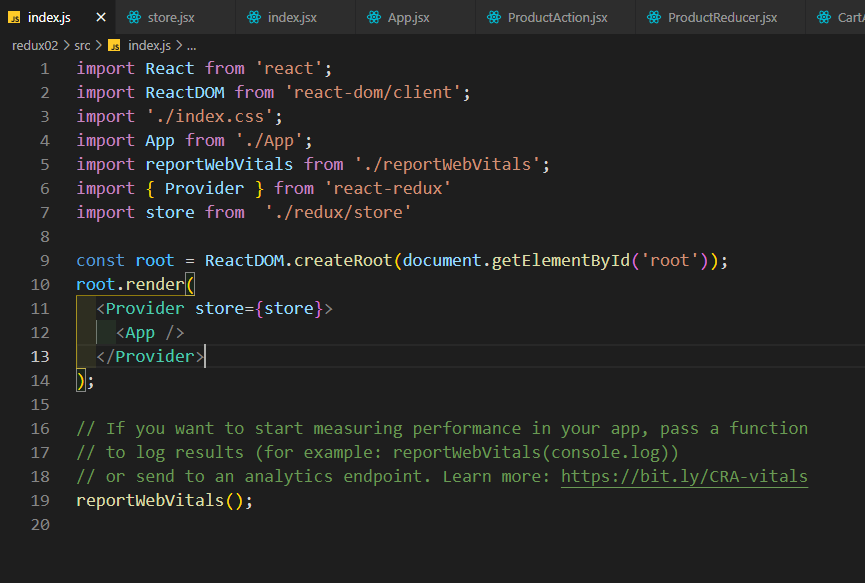 JS index.js × store.jsx index.jsx App.jsx ProductAction.jsx ProductReducer.jsx
redux02 > src > JS index.js > ...
1 import React from 'react';
2 import ReactDOM from 'react-dom/client';
3 import './index.css';
4 import App from './App';
5 import reportWebVitals from './reportWebVitals';
6 import { Provider } from 'react-redux'
7 import store from  './redux/store'
8
9 const root = ReactDOM.createRoot(document.getElementById('root'));
10 root.render(
11   <Provider store={store}>
12     <App />
13   </Provider>
14 );
15
16 // If you want to start measuring performance in your app, pass a function
17 // to log results (for example: reportWebVitals(console.log))
18 // or send to an analytics endpoint. Learn more: https://bit.ly/CRA-vitals
19 reportWebVitals();
20